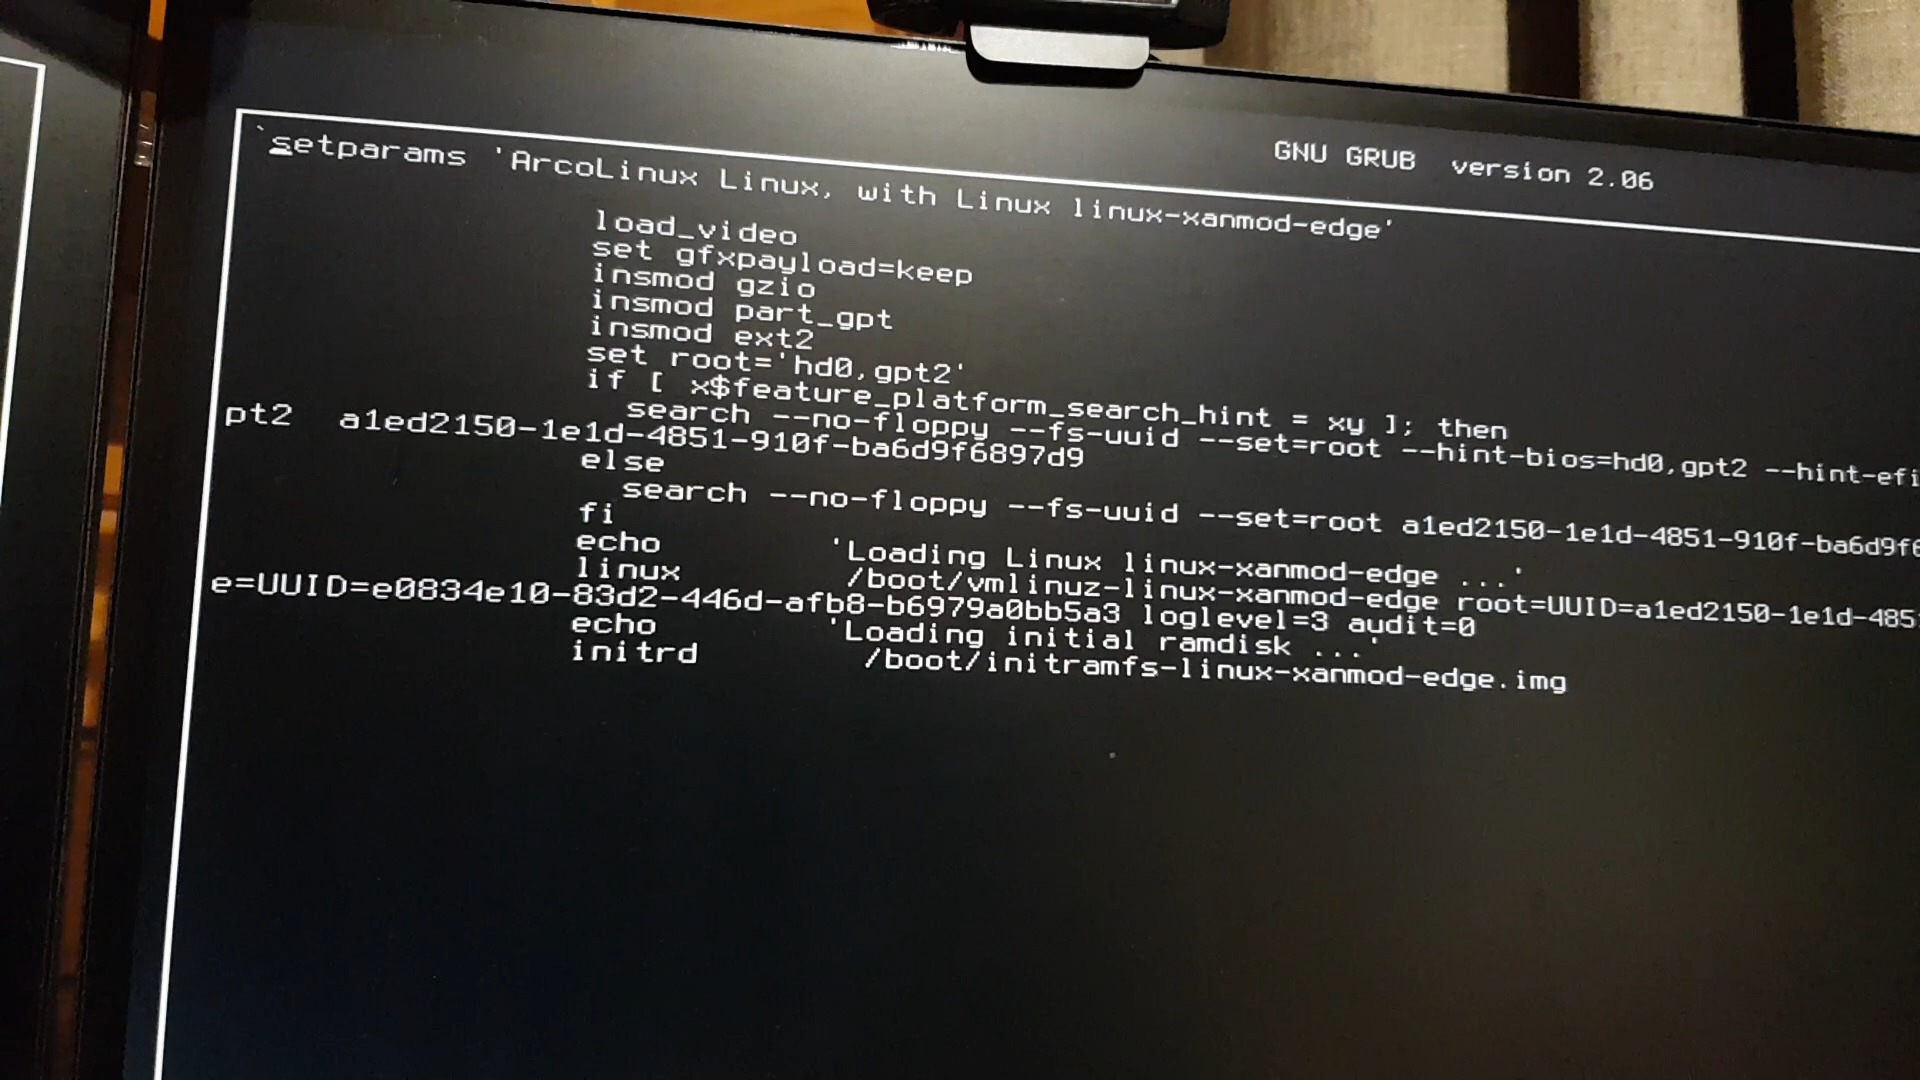 GNU GRUB version 2.06
`setparams 'ArcoLinux Linux, with Linux linux-xanmod-edge'
load_video
set gfxpayload=keep
insmod gzio
insmod part_gpt
insmod ext2
set root='hd0,gpt2'
if [ x$feature_platform_search_hint = xy ]; then
search --no-floppy --fs-uuid --set=root --hint-bios=hd0,gpt2 --hint-efi
pt2 a1ed2150-1e1d-4851-910f-ba6d9f6897d9
else
search --no-floppy --fs-uuid --set=root a1ed2150-1e1d-4851-910f-ba6d9f6
fi
echo 'Loading Linux linux-xanmod-edge ...'
linux /boot/vmlinuz-linux-xanmod-edge root=UUID=a1ed2150-1e1d-485
e=UUID=e0834e10-83d2-446d-afb8-b6979a0bb5a3 loglevel=3 audit=0
echo 'Loading initial ramdisk ...'
initrd /boot/initramfs-linux-xanmod-edge.img